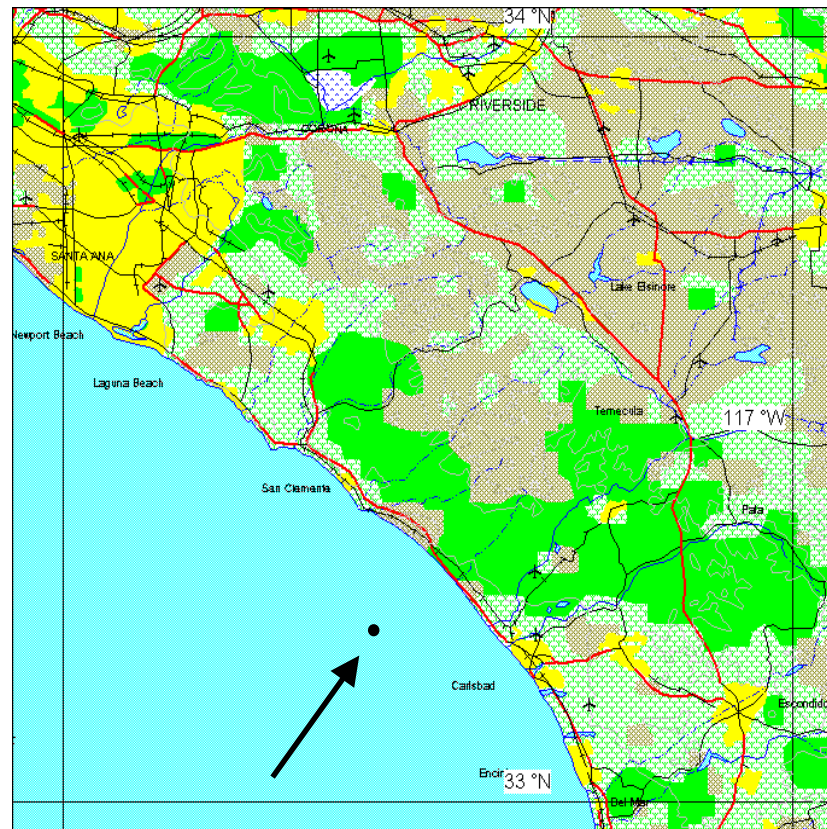 34 °N
RIVERSIDE
CORONA
SANTA ANA
Lake Elsinore
Newport Beach
Laguna Beach
Temecula
117 °W
San Clemente
Pala
Carlsbad
Escondido
33 °N
Del Mar